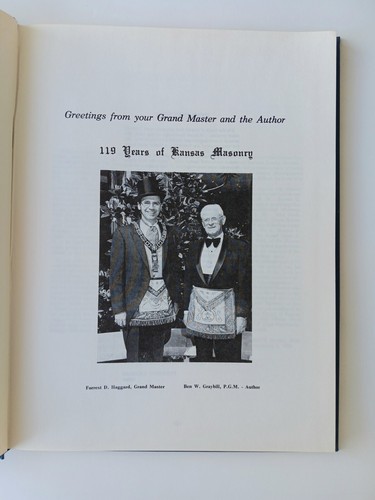 Greetings from your Grand Master and the Author
119 Years of Kansas Masonry
Forrest D. Haggard, Grand Master Ben W. Graybill, P.G.M. - Author